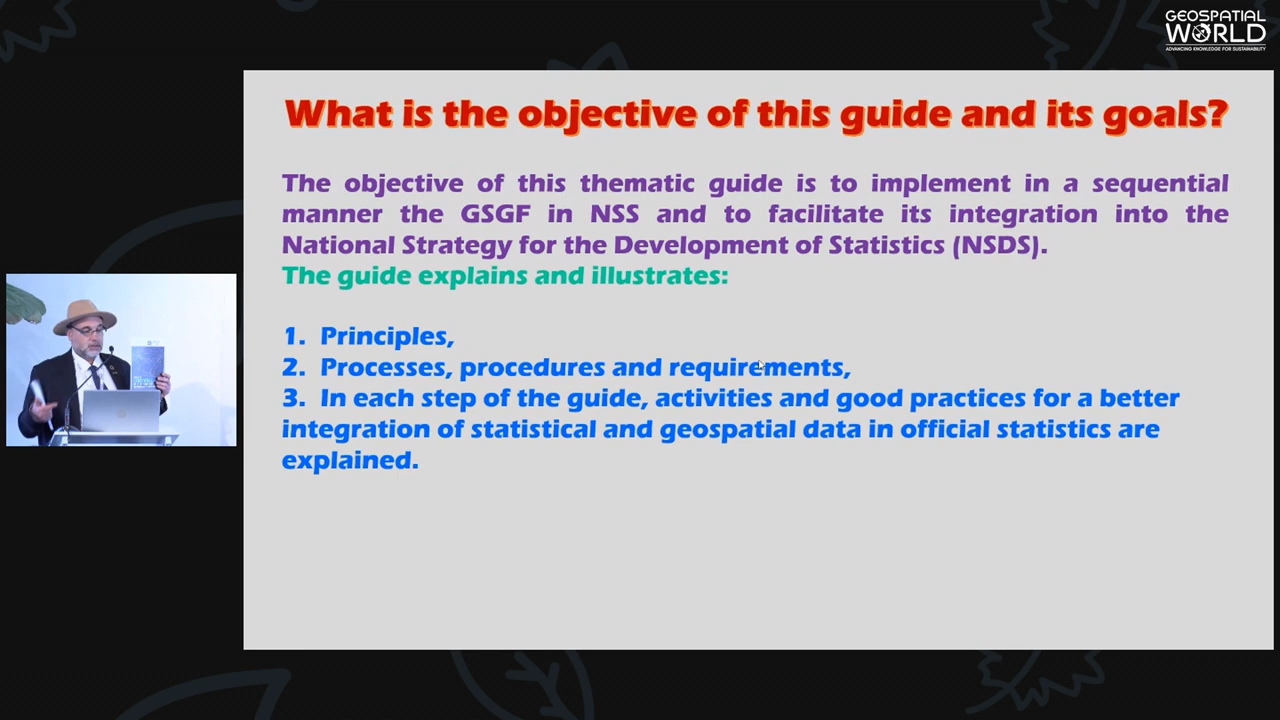 GEOSPATIAL
WORLD
ADVANCING KNOWLEDGE FOR SUSTAINABILITY
What is the objective of this guide and its goals?
The objective of this thematic guide is to implement in a sequential
manner the GSGF in NSS and to facilitate its integration into the
National Strategy for the Development of Statistics (NSDS).
The guide explains and illustrates:
1. Principles,
2. Processes, procedures and requirements,
3. In each step of the guide, activities and good practices for a better
integration of statistical and geospatial data in official statistics are
explained.